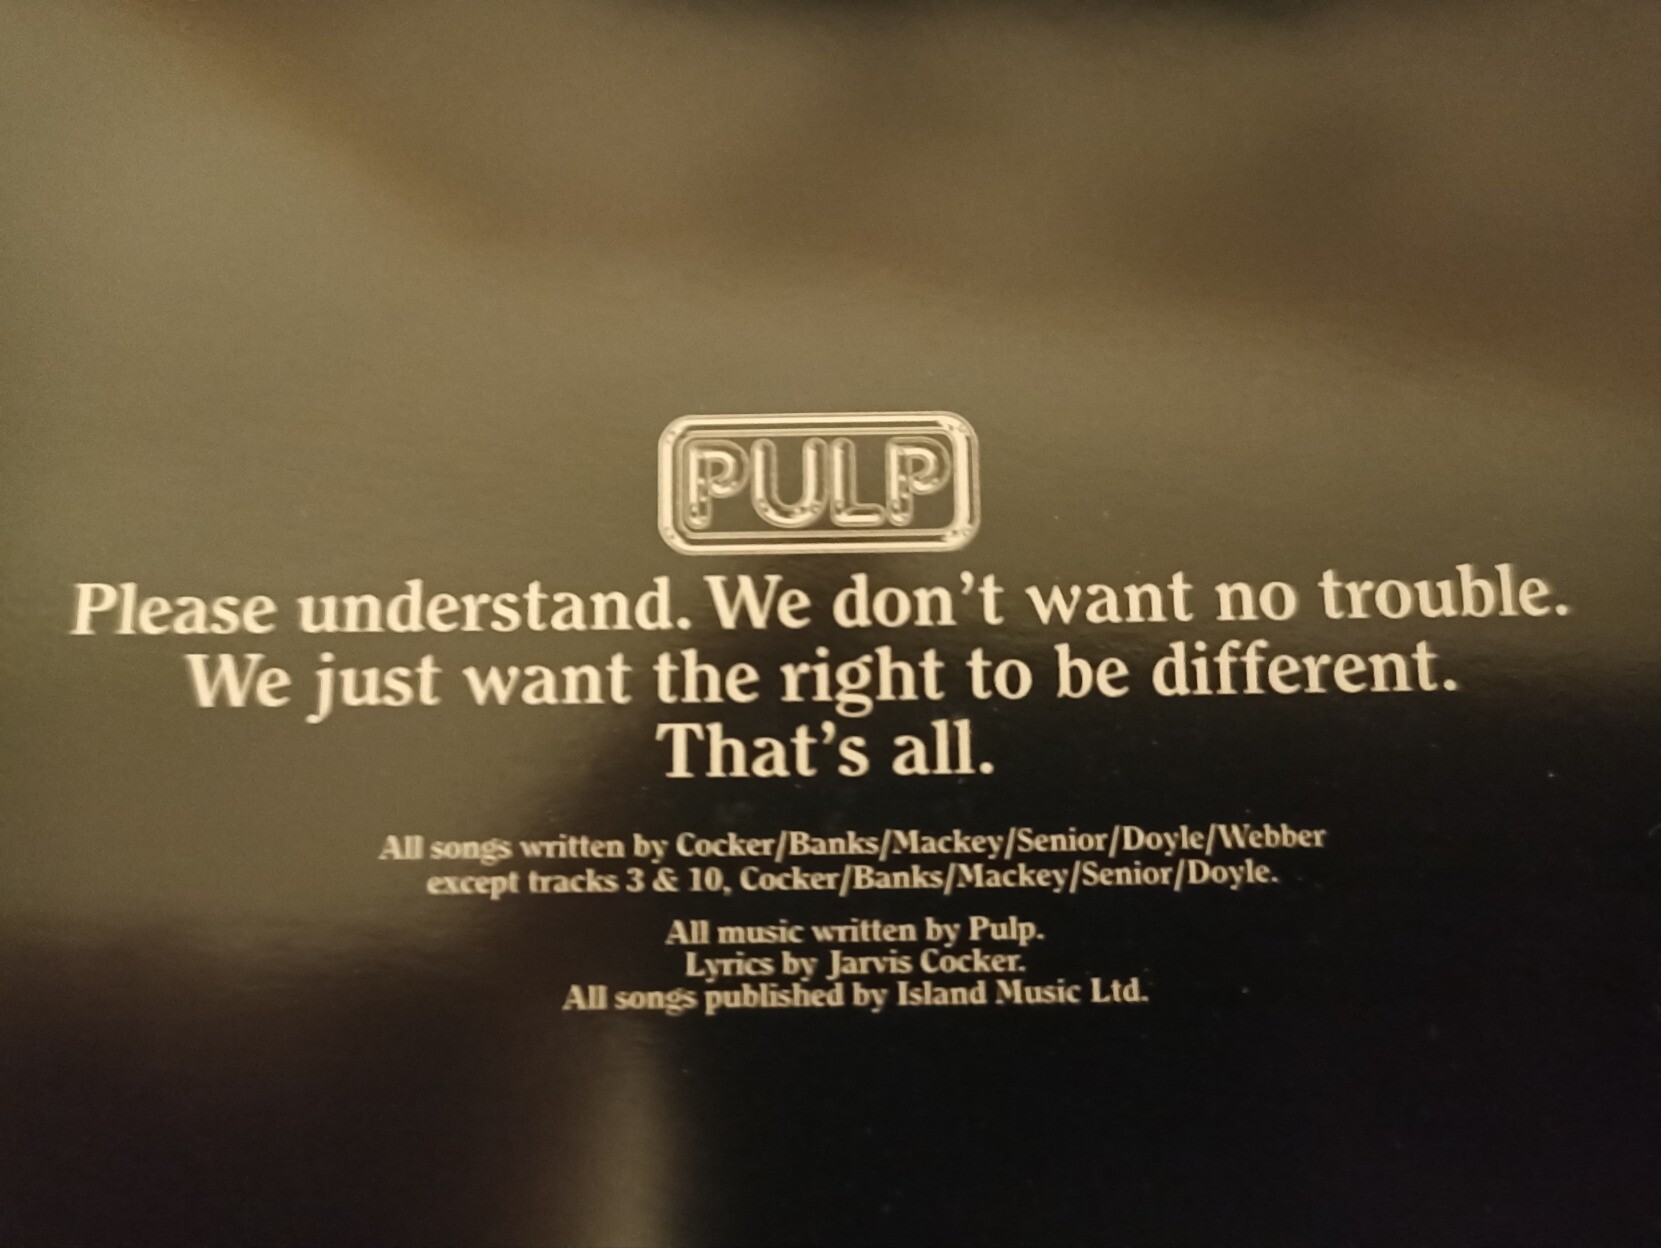 PULP
Please understand. We don't want no trouble.
We just want the right to be different.
That's all.
All songs written by Cocker/Banks/Mackey/Senior/Doyle/Webber
except tracks 3 & 10, Cocker/Banks/Mackey/Senior/Doyle.
All music written by Pulp.
Lyrics by Jarvis Cocker.
All songs published by Island Music Ltd.